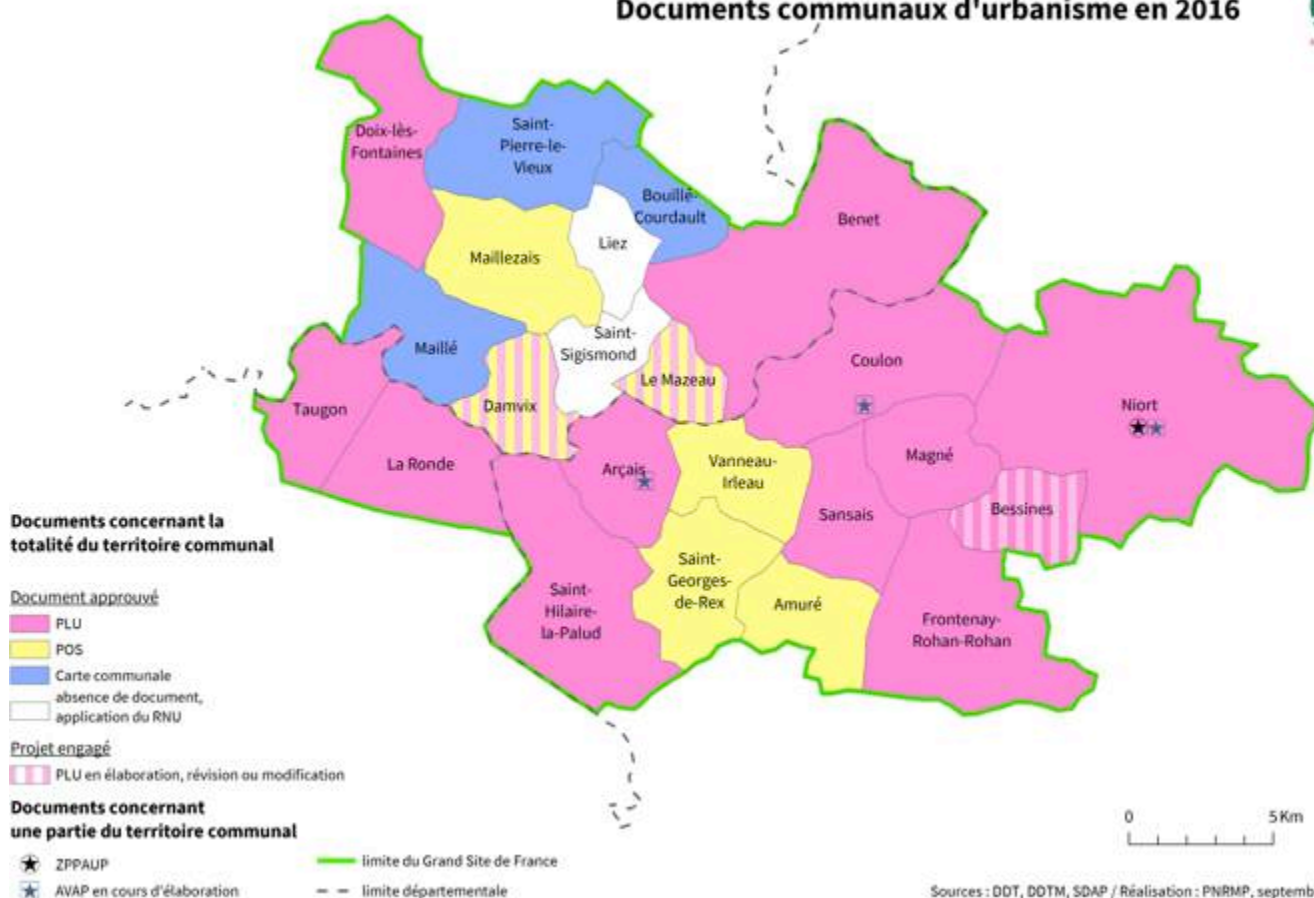 Documents communaux d'urbanisme en 2016
Doix-lès-
Fontaines
Saint-
Pierre-le-
Vieux
Bouillé-
Courdault
Benet
Liez
Maillezais
Saint-
Sigismond
Maillé
Coulon
Le Mazeau
Damvix
Taugon
Niort
La Ronde
Arçais
Vanneau-
Irleau
Magné
Sansais
Bessines
Saint-
Georges-
de-Rex
Saint-
Hilaire-
la-Palud
Amuré
Frontenay-
Rohan-Rohan
Documents concernant la
totalité du territoire communal
Document approuvé
PLU
POS
Carte communale
absence de document,
application du RNU
Projet engagé
PLU en élaboration, révision ou modification
Documents concernant
une partie du territoire communal
ZPPAUP
AVAP en cours d'élaboration
limite du Grand Site de France
limite départementale
0 5 Km
Sources : DDT, DDTM, SDAP / Réalisation : PNRMP, septemb